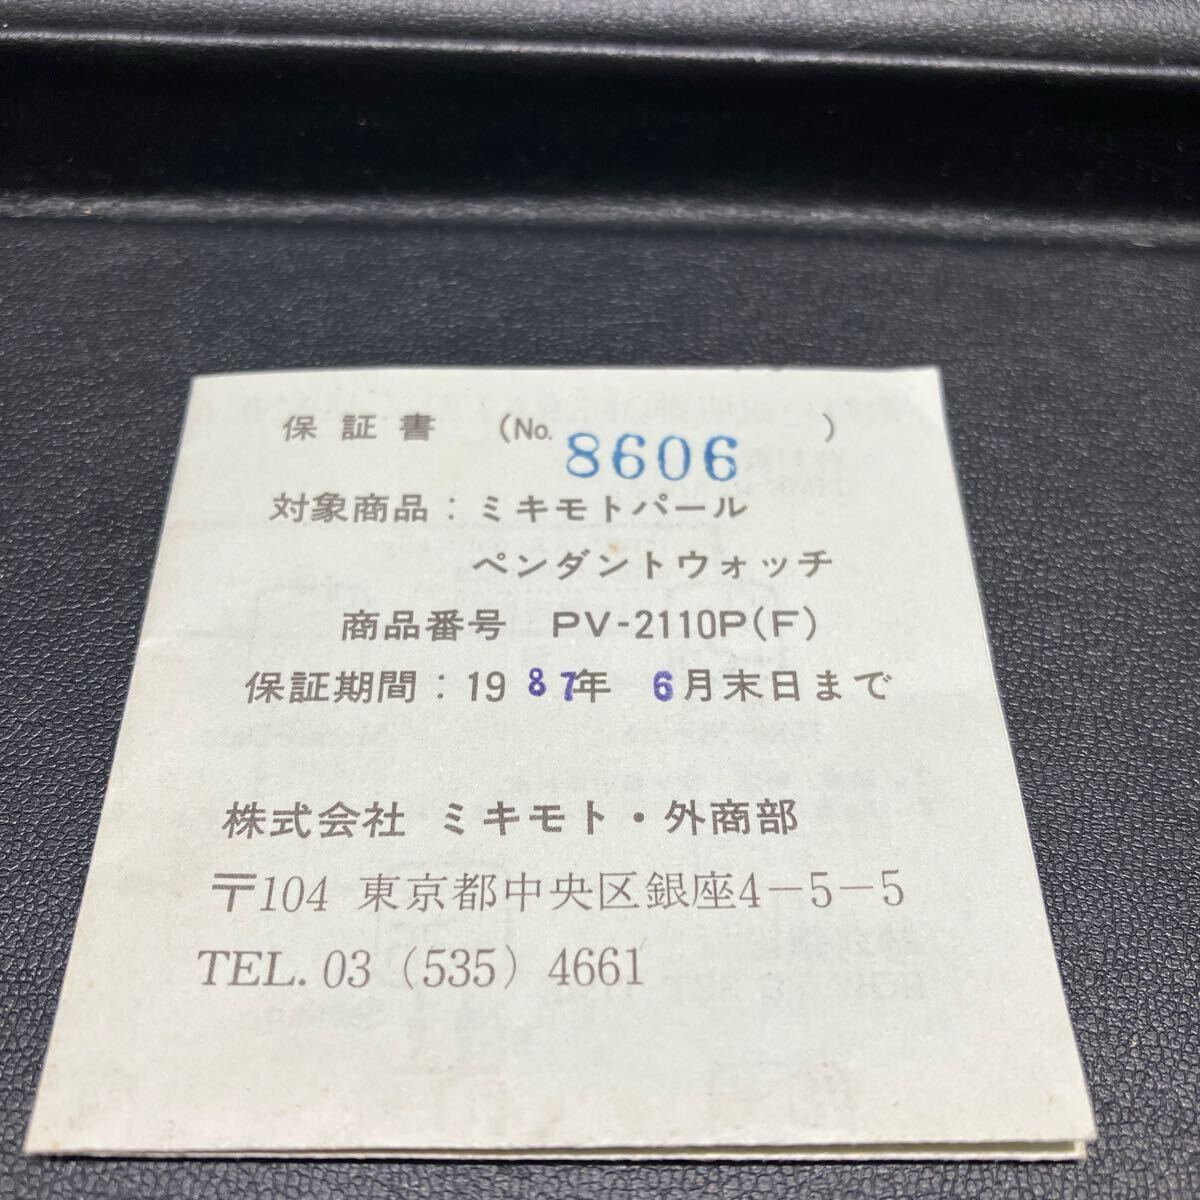 保証書 (No. 8606 )
対象商品:ミキモトパール
ペンダントウォッチ
商品番号 PV-2110P(F)
保証期間:1987年 6月末日まで
株式会社 ミキモト・外商部
〒104 東京都中央区銀座4-5-5
TEL. 03 (535) 4661